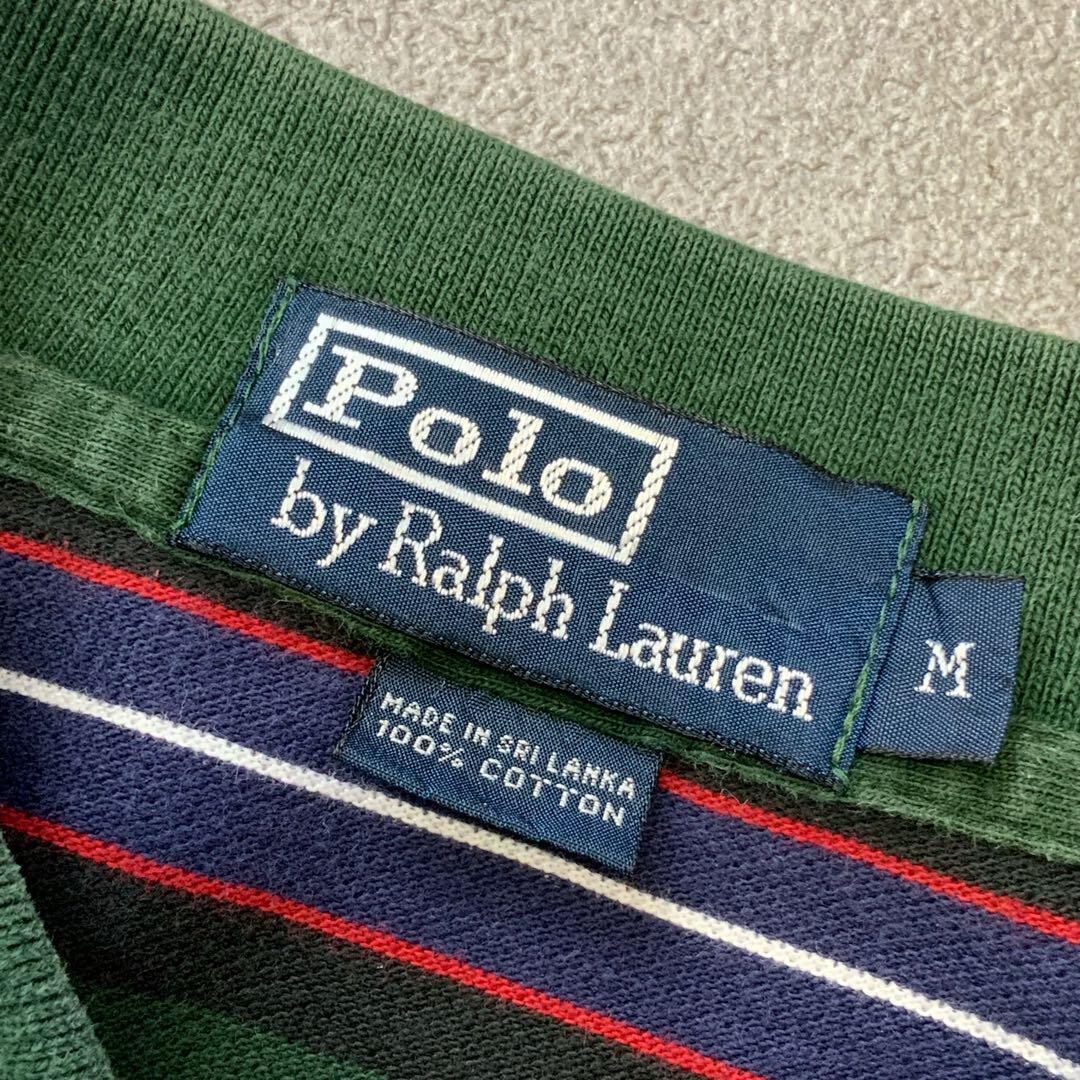 Polo
by Ralph Lauren
M
MADE IN SRI LANKA
100% COTTON